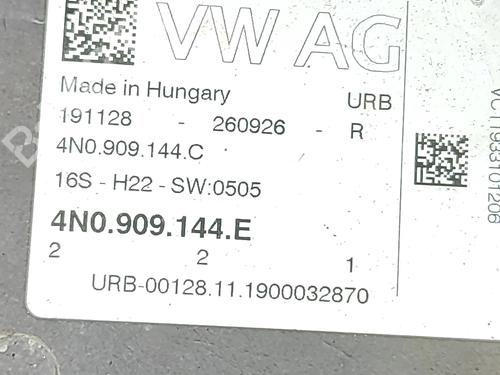 VW AG
Made in Hungary URB
191128 - 260926 - R
4N0.909.144.C
16S - H22 - SW:0505
4N0.909.144.E
2 2 1
URB-00128.11.1900032870
VC11933101206